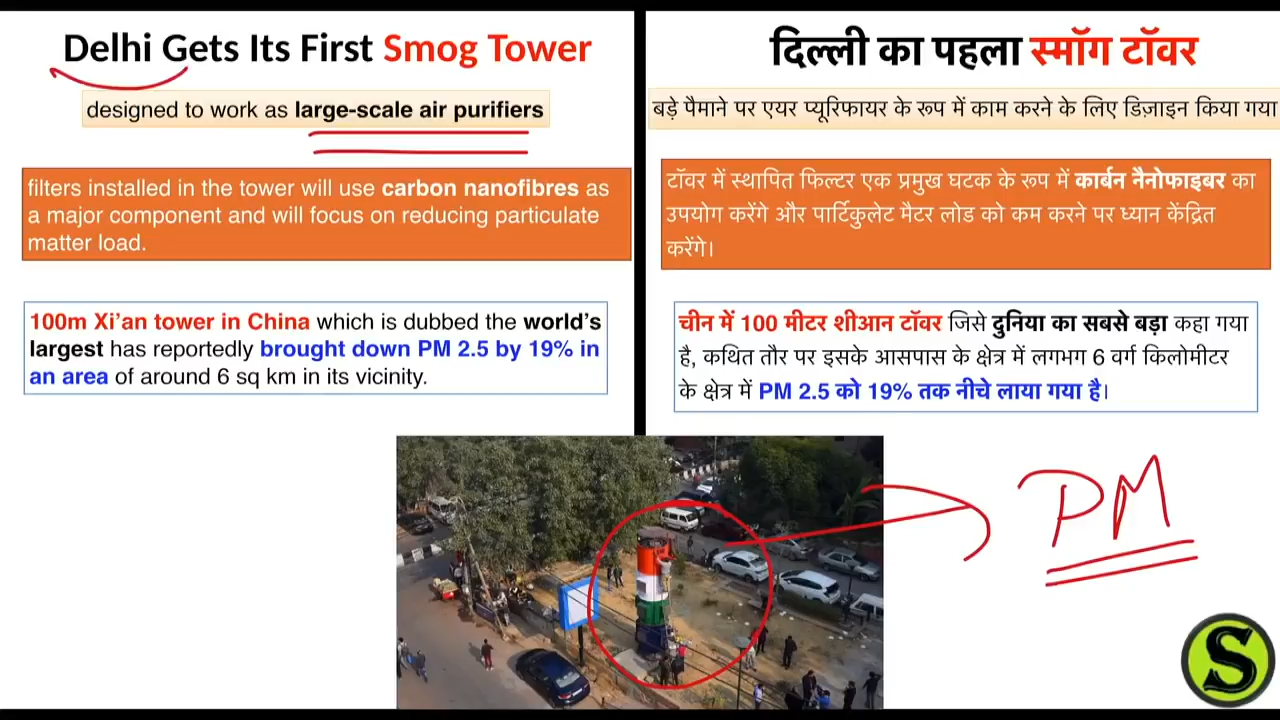 Delhi Gets Its First Smog Tower
designed to work as large-scale air purifiers
filters installed in the tower will use carbon nanofibres as
a major component and will focus on reducing particulate
matter load.
100m Xi’an tower in China which is dubbed the world’s
largest has reportedly brought down PM 2.5 by 19% in
an area of around 6 sq km in its vicinity.
दिल्ली का पहला स्मॉग टॉवर
बड़े पैमाने पर एयर प्यूरिफायर के रूप में काम करने के लिए डिज़ाइन किया गया
टॉवर में स्थापित फिल्टर एक प्रमुख घटक के रूप में कार्बन नैनोफाइबर का
उपयोग करेंगे और पार्टिकुलेट मैटर लोड को कम करने पर ध्यान केंद्रित
करेंगे।
चीन में 100 मीटर शीआन टॉवर जिसे दुनिया का सबसे बड़ा कहा गया
है, कथित तौर पर इसके आसपास के क्षेत्र में लगभग 6 वर्ग किलोमीटर
के क्षेत्र में PM 2.5 को 19% तक नीचे लाया गया है।
PM
S